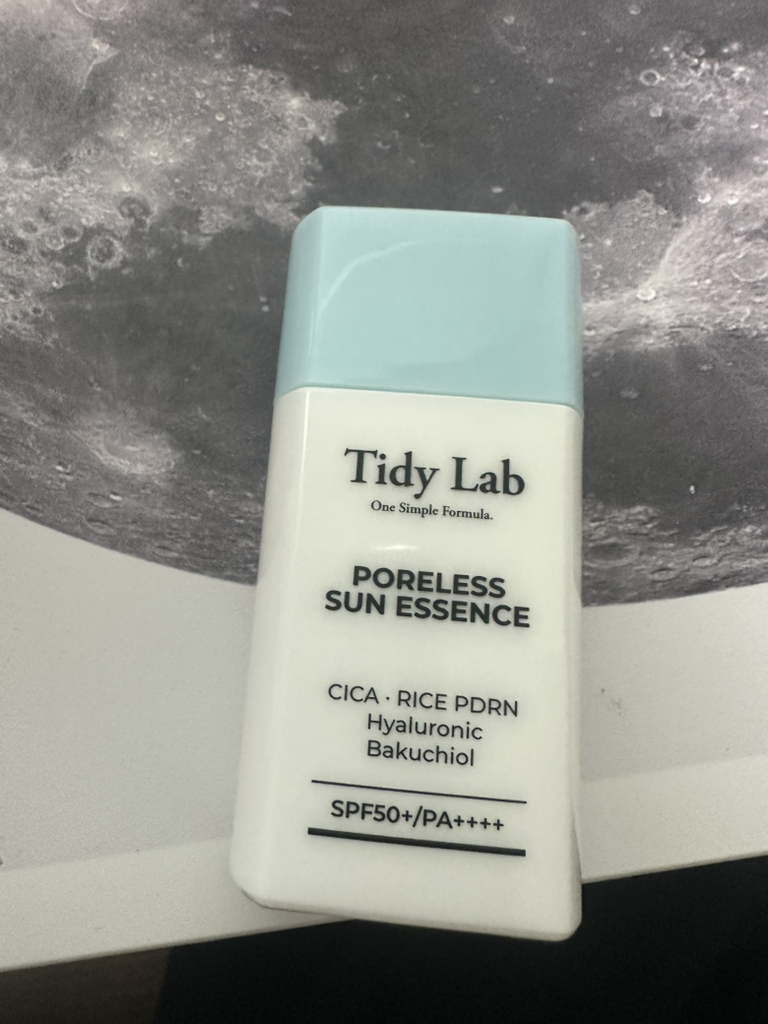 Tidy Lab
One Simple Formula.
PORELESS
SUN ESSENCE
CICA · RICE PDRN
Hyaluronic
Bakuchiol
SPF50+/PA++++